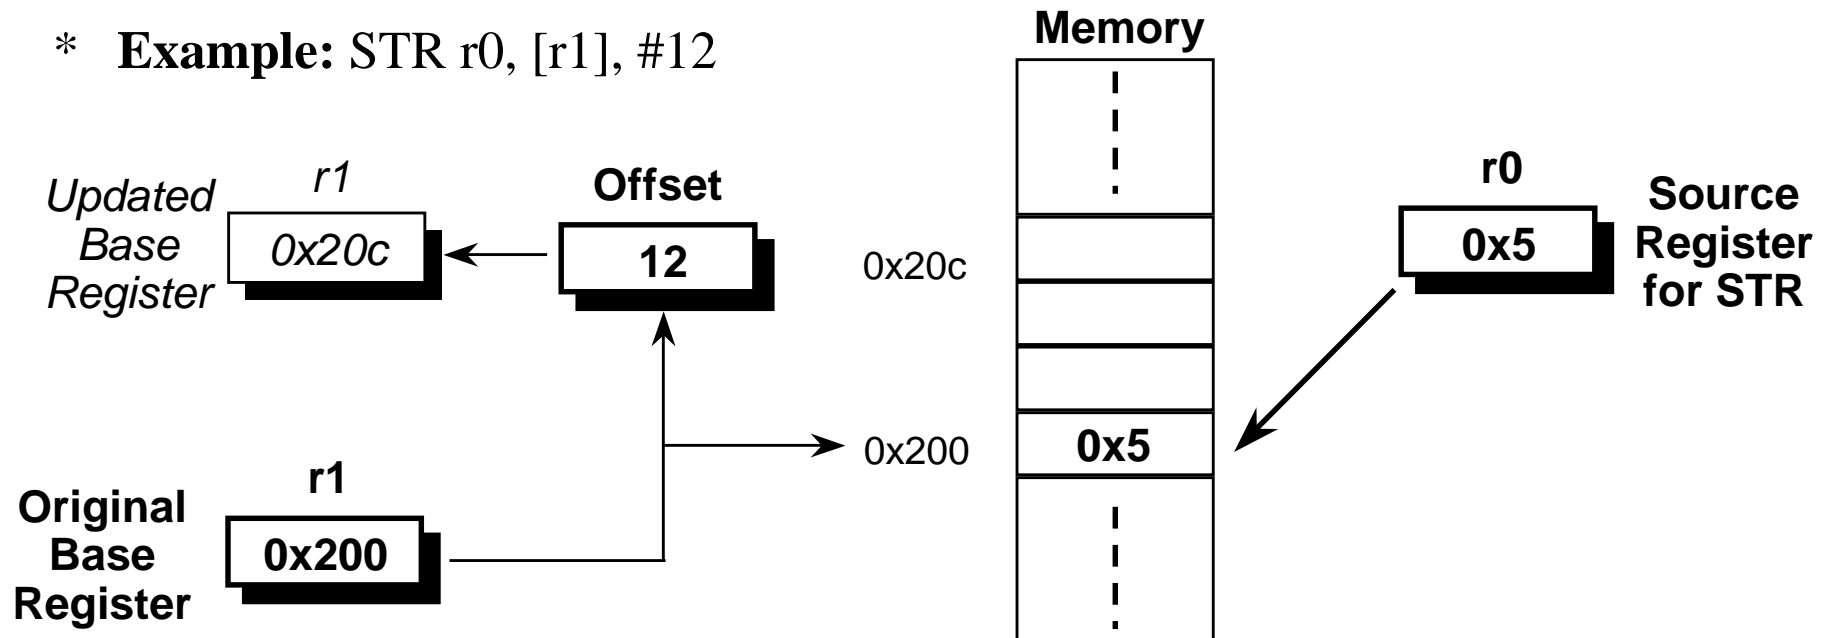 * Example: STR r0, [r1], #12
Memory
Updated
Base
Register
r1
0x20c
Offset
12
0x20c
r0
0x5
Source
Register
for STR
0x200
0x5
Original
Base
Register
r1
0x200